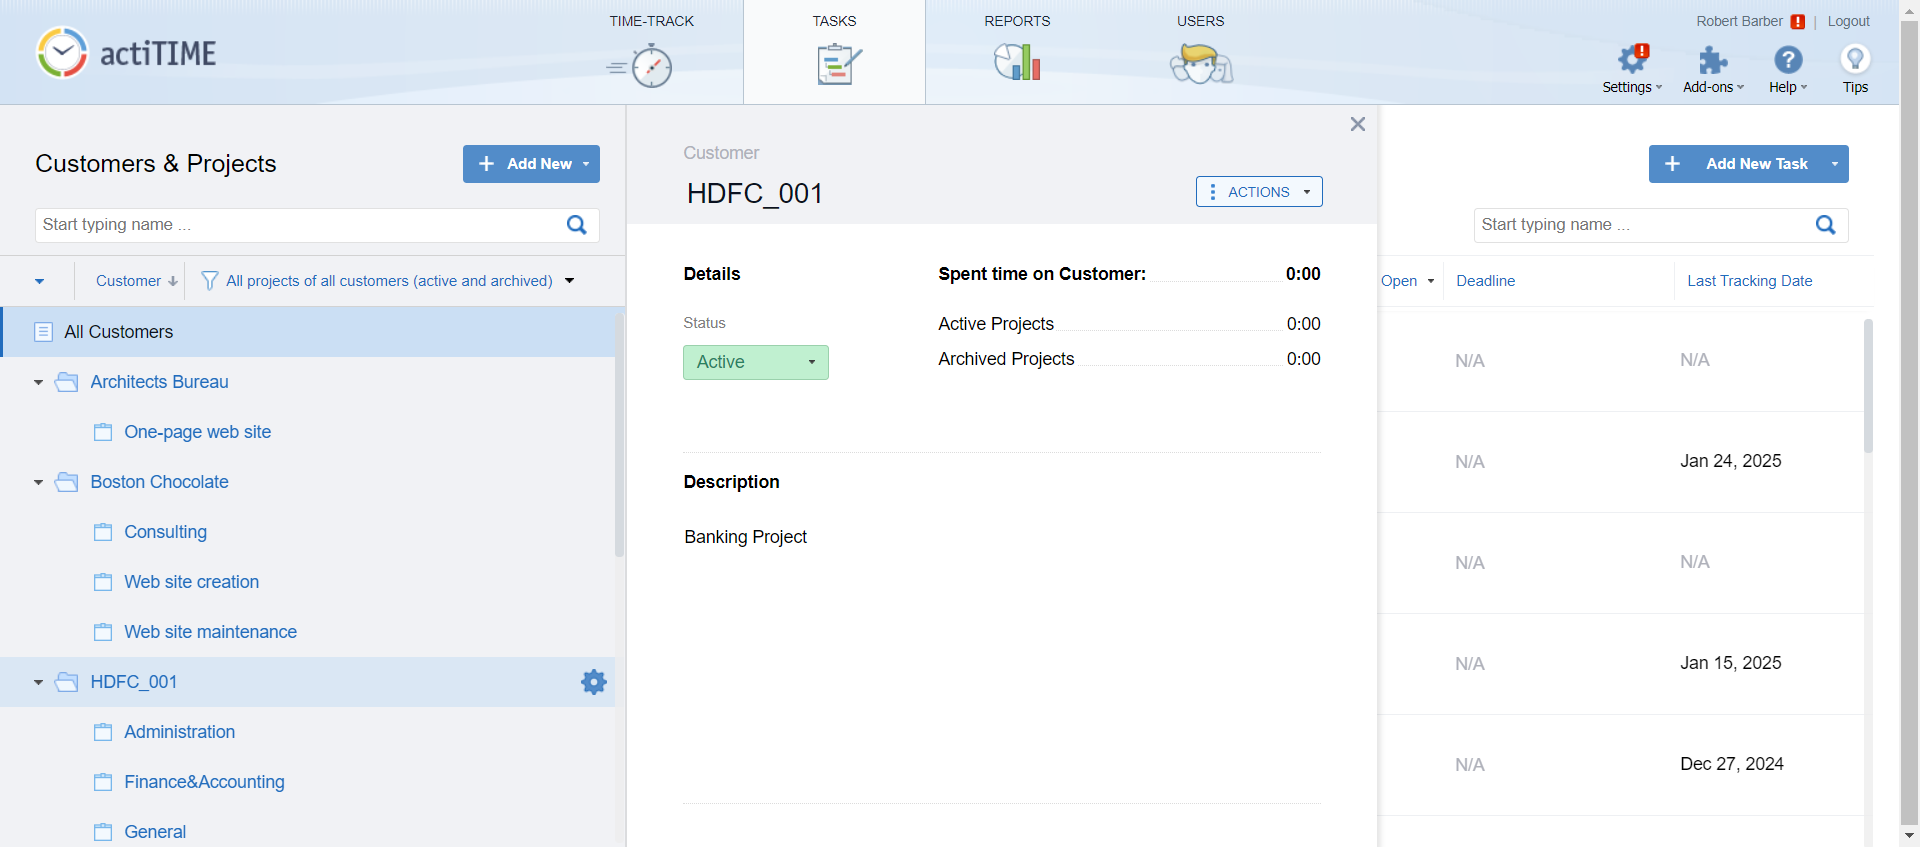 actiTIME
TIME-TRACK
TASKS
REPORTS
USERS
Robert Barber ! | Logout
Settings
Add-ons
Help
Tips
Customers & Projects
+ Add New
Start typing name ...
Customer
All projects of all customers (active and archived)
All Customers
Architects Bureau
One-page web site
Boston Chocolate
Consulting
Web site creation
Web site maintenance
HDFC_001
Administration
Finance&Accounting
General
Customer
HDFC_001
ACTIONS
Details
Status
Active
Spent time on Customer: 0:00
Active Projects 0:00
Archived Projects 0:00
Description
Banking Project
+ Add New Task
Start typing name ...
Open Deadline Last Tracking Date
N/A N/A
N/A Jan 24, 2025
N/A N/A
N/A Jan 15, 2025
N/A Dec 27, 2024